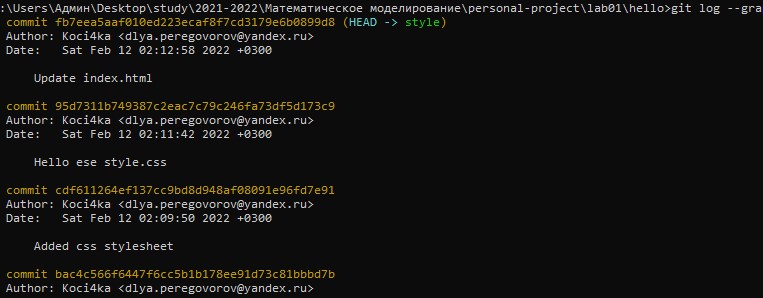 :\Users\Админ\Desktop\study\2021-2022\Математическое моделирование\personal-project\lab01\hello>git log --gra
commit fb7eea5aaf010ed223ecaf8f7cd3179e6b0899d8 (HEAD -> style)
Author: Koci4ka <dlya.peregovorov@yandex.ru>
Date:   Sat Feb 12 02:12:58 2022 +0300
Update index.html
commit 95d7311b749387c2eac7c79c246fa73df5d173c9
Author: Koci4ka <dlya.peregovorov@yandex.ru>
Date:   Sat Feb 12 02:11:42 2022 +0300
Hello ese style.css
commit cdf611264ef137cc9bd8d948af08091e96fd7e91
Author: Koci4ka <dlya.peregovorov@yandex.ru>
Date:   Sat Feb 12 02:09:50 2022 +0300
Added css stylesheet
commit bac4c566f6447f6cc5b1b178ee91d73c81bbbd7b
Author: Koci4ka <dlya.peregovorov@yandex.ru>